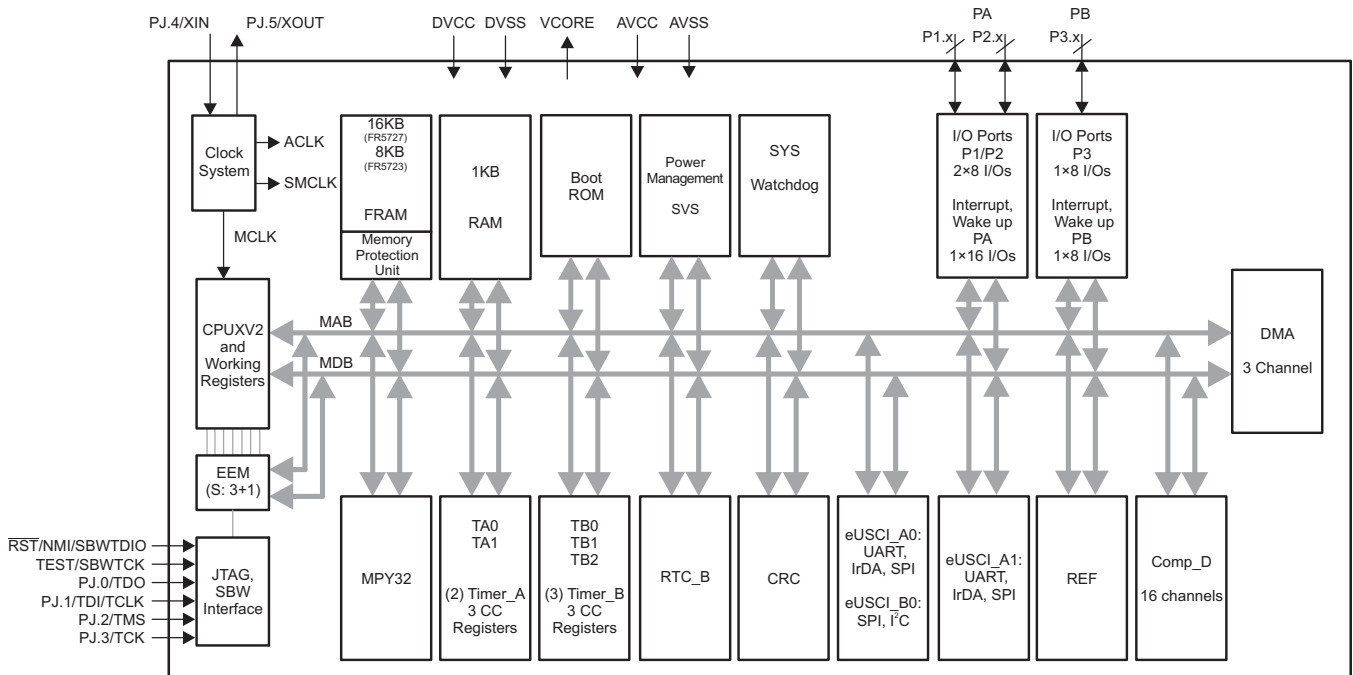 PJ.4/XIN
PJ.5/XOUT
DVCC
DVSS
VCORE
AVCC
AVSS
PA
P1.x
P2.x
PB
P3.x
Clock
System
ACLK
SMCLK
MCLK
16KB
(FR5727)
8KB
(FR5723)
FRAM
Memory
Protection
Unit
1KB
RAM
Boot
ROM
Power
Management
SVS
SYS
Watchdog
I/O Ports
P1/P2
2×8 I/Os
Interrupt,
Wake up
PA
1×16 I/Os
I/O Ports
P3
1×8 I/Os
Interrupt,
Wake up
PB
1×8 I/Os
CPUXV2
and
Working
Registers
MAB
MDB
DMA
3 Channel
EEM
(S: 3+1)
RST/NMI/SBWTDIO
TEST/SBWTCK
PJ.0/TDO
PJ.1/TDI/TCLK
PJ.2/TMS
PJ.3/TCK
JTAG,
SBW
Interface
MPY32
TA0
TA1
(2) Timer_A
3 CC
Registers
TB0
TB1
TB2
(3) Timer_B
3 CC
Registers
RTC_B
CRC
eUSCI_A0:
UART,
IrDA, SPI
eUSCI_B0:
SPI, I²C
eUSCI_A1:
UART,
IrDA, SPI
REF
Comp_D
16 channels